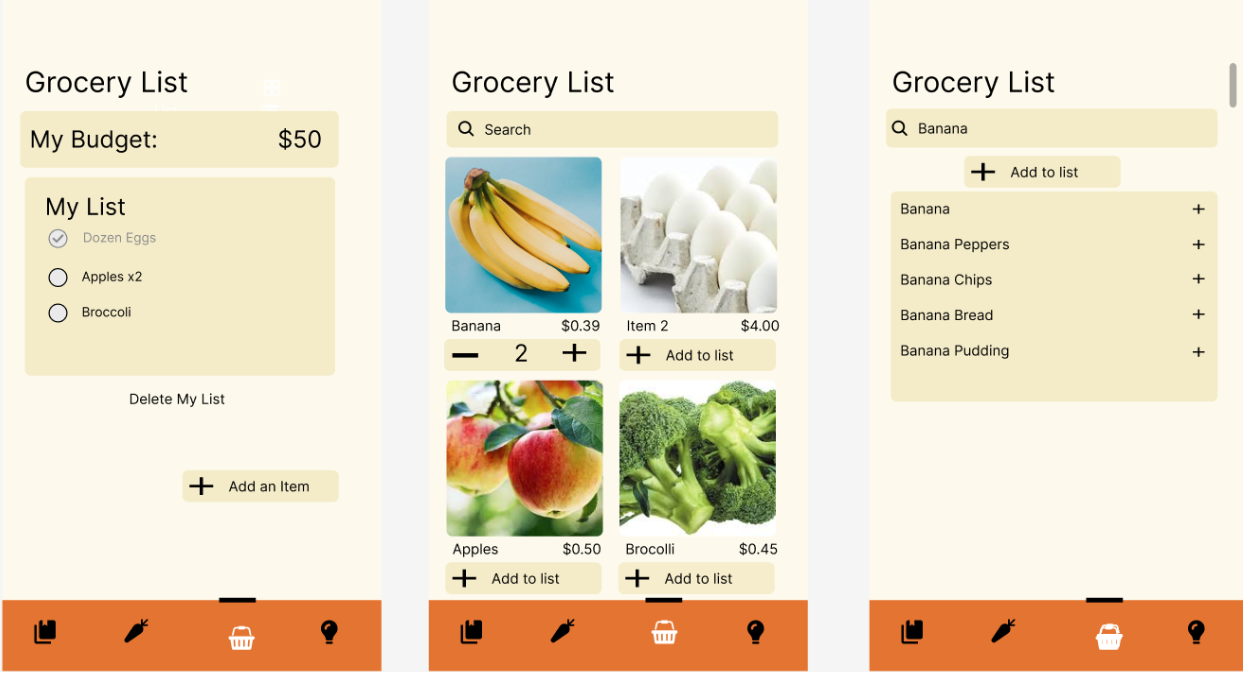 Grocery List
My Budget: $50
My List
Dozen Eggs
Apples x2
Broccoli
Delete My List
Add an Item
Grocery List
Search
Banana $0.39
Item 2 $4.00
2
Add to list
Apples $0.50
Brocolli $0.45
Add to list
Add to list
Grocery List
Banana
Add to list
Banana
Banana Peppers
Banana Chips
Banana Bread
Banana Pudding